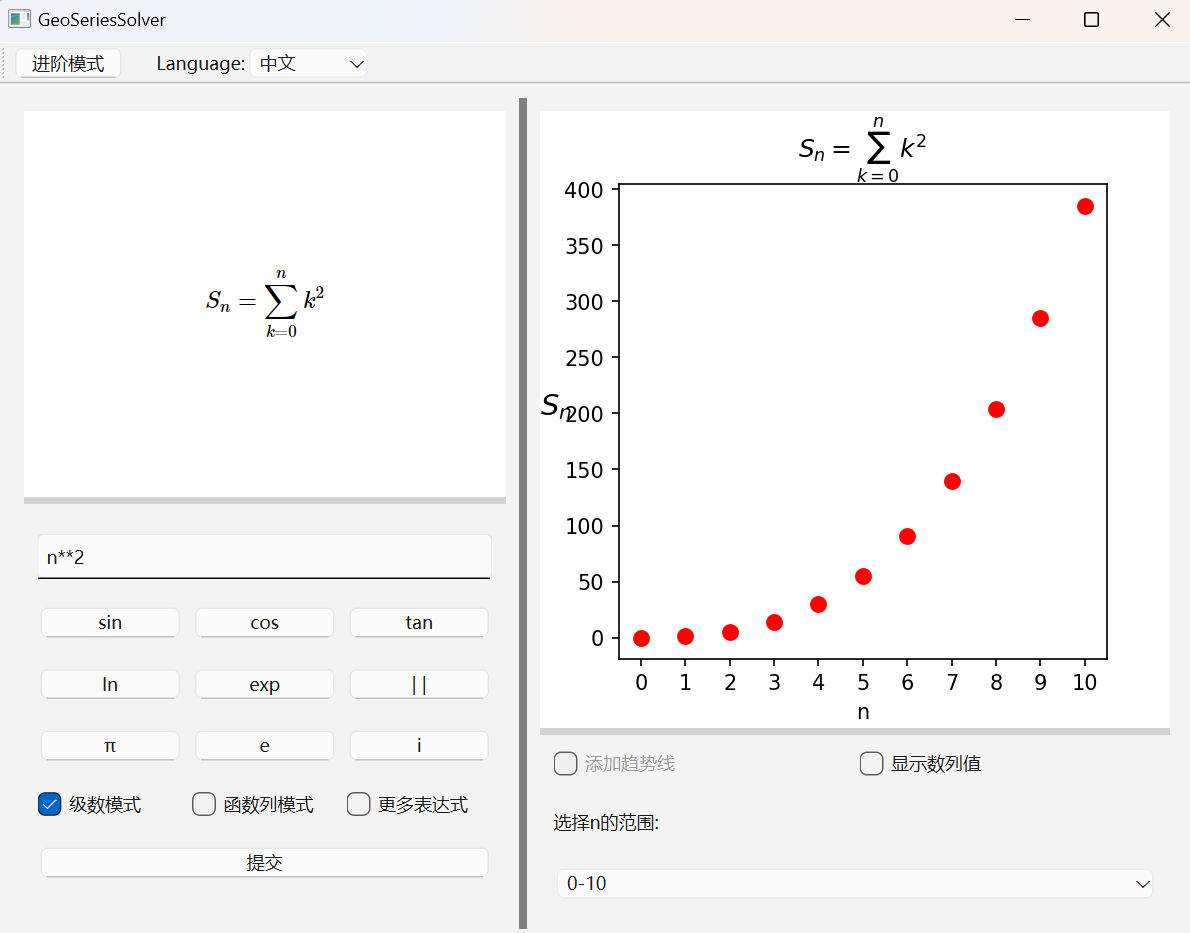 GeoSeriesSolver
进阶模式 Language: 中文
S_n = \sum_{k=0}^{n} k^2
n**2
sin cos tan
ln exp ||
π e i
级数模式 函数列模式 更多表达式
提交
S_n = \sum_{k=0}^{n} k^2
400
350
300
250
S_n
200
150
100
50
0
0 1 2 3 4 5 6 7 8 9 10
n
添加趋势线 显示数列值
选择n的范围:
0-10